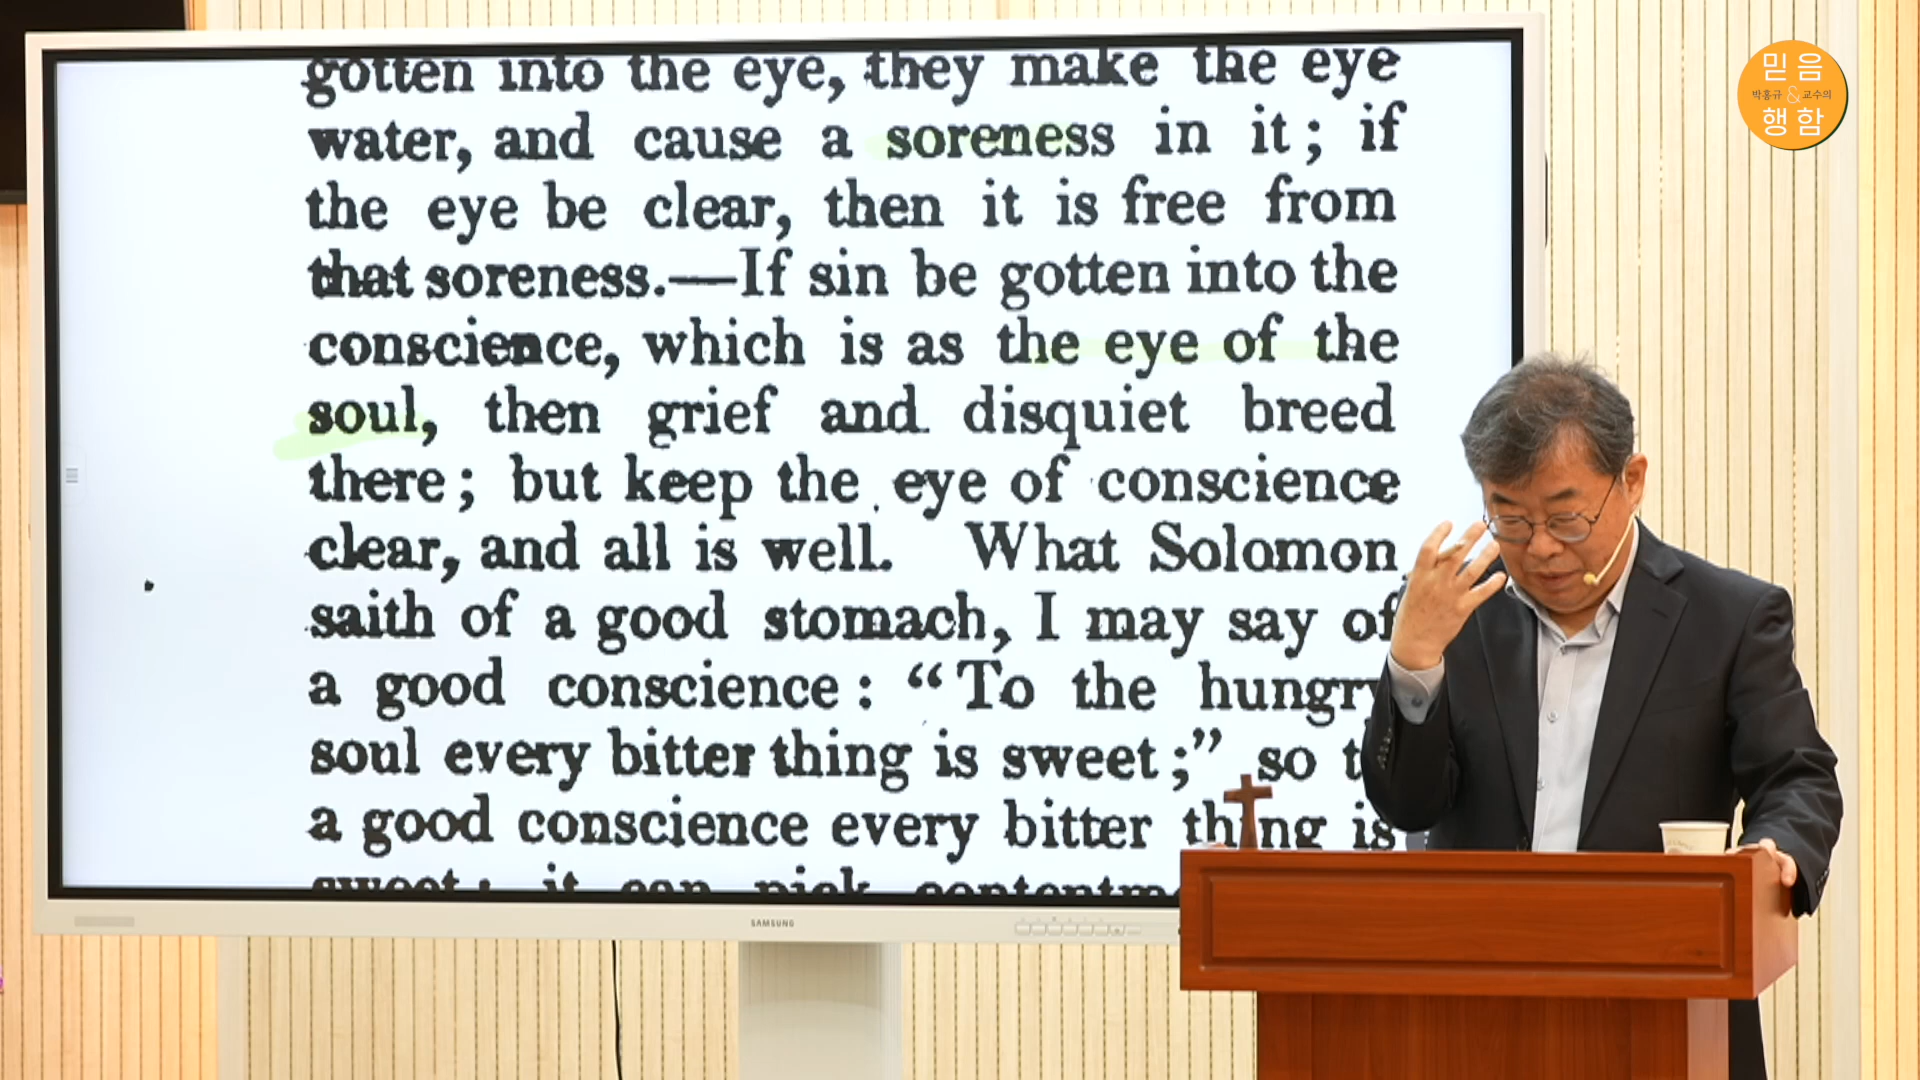 gotten into the eye, they make the eye
water, and cause a soreness in it; if
the eye be clear, then it is free from
that soreness.—If sin be gotten into the
conscience, which is as the eye of the
soul, then grief and disquiet breed
there; but keep the eye of conscience
clear, and all is well. What Solomon
saith of a good stomach, I may say of
a good conscience: “To the hungry
soul every bitter thing is sweet;” so
a good conscience every bitter thing is
sweet; it can pick
SAMSUNG
믿음
박홍규 & 교수의
행함